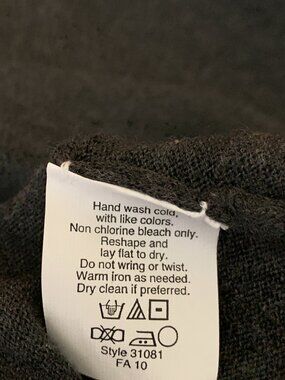 Hand wash cold,
with like colors.
Non chlorine bleach only.
Reshape and
lay flat to dry.
Do not wring or twist.
Warm iron as needed.
Dry clean if preferred.
Style 31081
FA 10